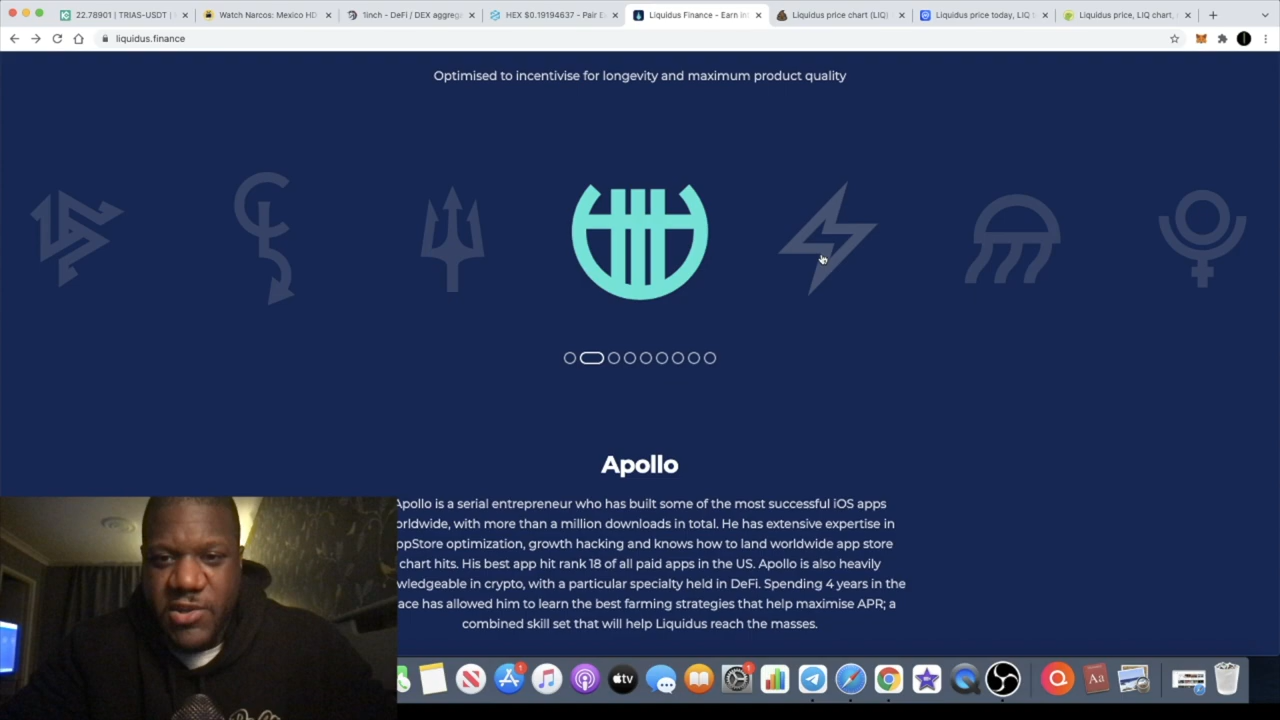 22.78901 | TRIAS-USDT |
Watch Narcos: Mexico HD
1inch - DeFi / DEX aggreg
HEX $0.19194637 - Pair E
Liquidus Finance - Earn in
Liquidus price chart (LIQ)
Liquidus price today, LIQ
Liquidus price, LIQ chart,
liquidus.finance
Optimised to incentivise for longevity and maximum product quality
Apollo
Apollo is a serial entrepreneur who has built some of the most successful iOS apps
orldwide, with more than a million downloads in total. He has extensive expertise in
ppStore optimization, growth hacking and knows how to land worldwide app store
chart hits. His best app hit rank 18 of all paid apps in the US. Apollo is also heavily
wledgeable in crypto, with a particular specialty held in DeFi. Spending 4 years in the
ace has allowed him to learn the best farming strategies that help maximise APR; a
combined skill set that will help Liquidus reach the masses.
1
tv
1
Aa